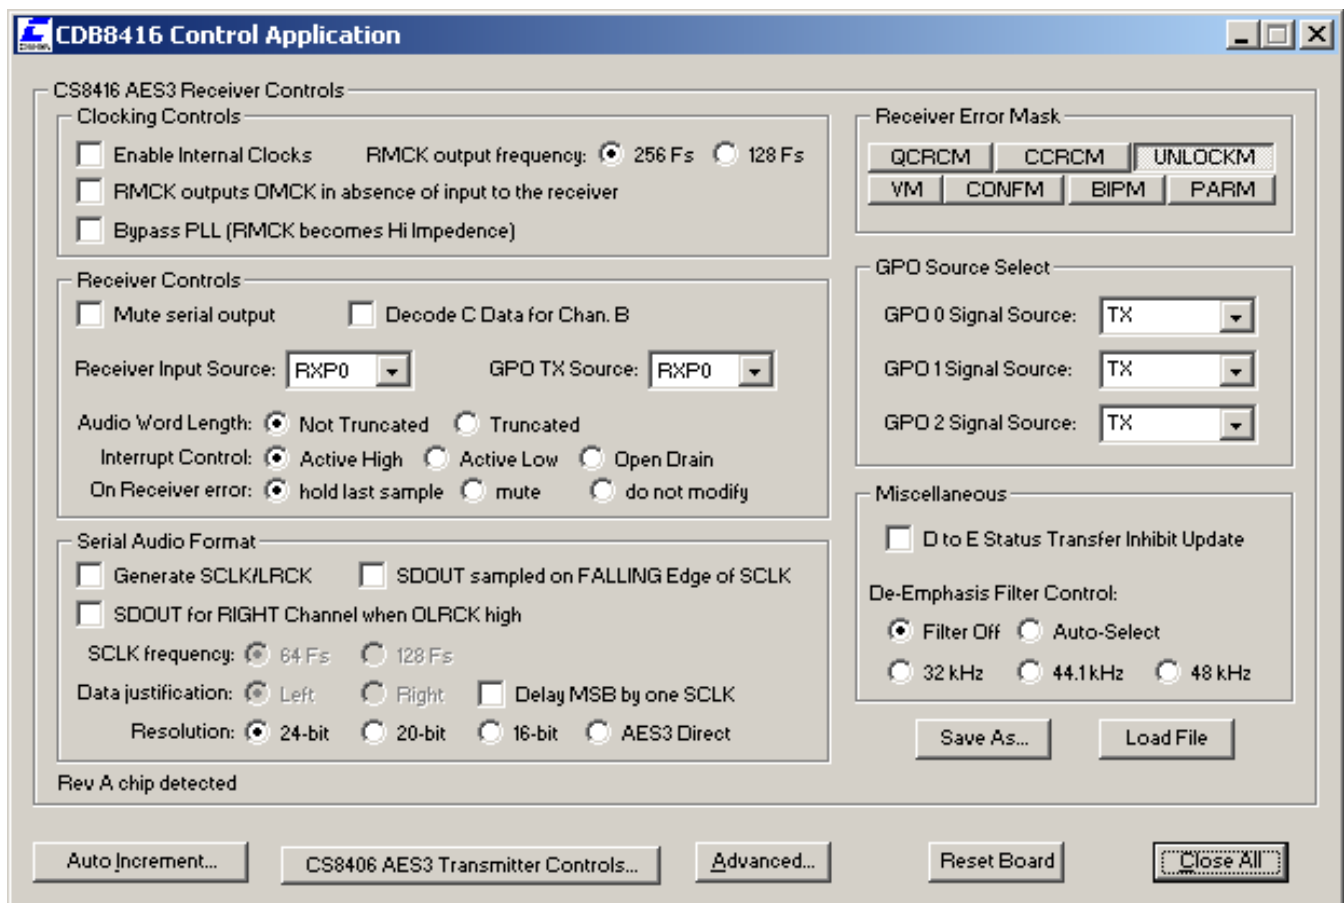 CDB8416 Control Application
CS8416 AES3 Receiver Controls
Clocking Controls
Enable Internal Clocks RMCK output frequency: 256 Fs 128 Fs
RMCK outputs OMCK in absence of input to the receiver
Bypass PLL (RMCK becomes Hi Impedence)
Receiver Controls
Mute serial output Decode C Data for Chan. B
Receiver Input Source: RXP0 GPO TX Source: RXP0
Audio Word Length: Not Truncated Truncated
Interrupt Control: Active High Active Low Open Drain
On Receiver error: hold last sample mute do not modify
Serial Audio Format
Generate SCLK/LRCK SDOUT sampled on FALLING Edge of SCLK
SDOUT for RIGHT Channel when OLRCK high
SCLK frequency: 64 Fs 128 Fs
Data justification: Left Right Delay MSB by one SCLK
Resolution: 24-bit 20-bit 16-bit AES3 Direct
Rev A chip detected
Receiver Error Mask
QCRCM CCRCM UNLOCKM
VM CONFM BIPM PARM
GPO Source Select
GPO 0 Signal Source: TX
GPO 1 Signal Source: TX
GPO 2 Signal Source: TX
Miscellaneous
D to E Status Transfer Inhibit Update
De-Emphasis Filter Control:
Filter Off Auto-Select
32 kHz 44.1 kHz 48 kHz
Save As... Load File
Auto Increment... CS8406 AES3 Transmitter Controls... Advanced... Reset Board Close All